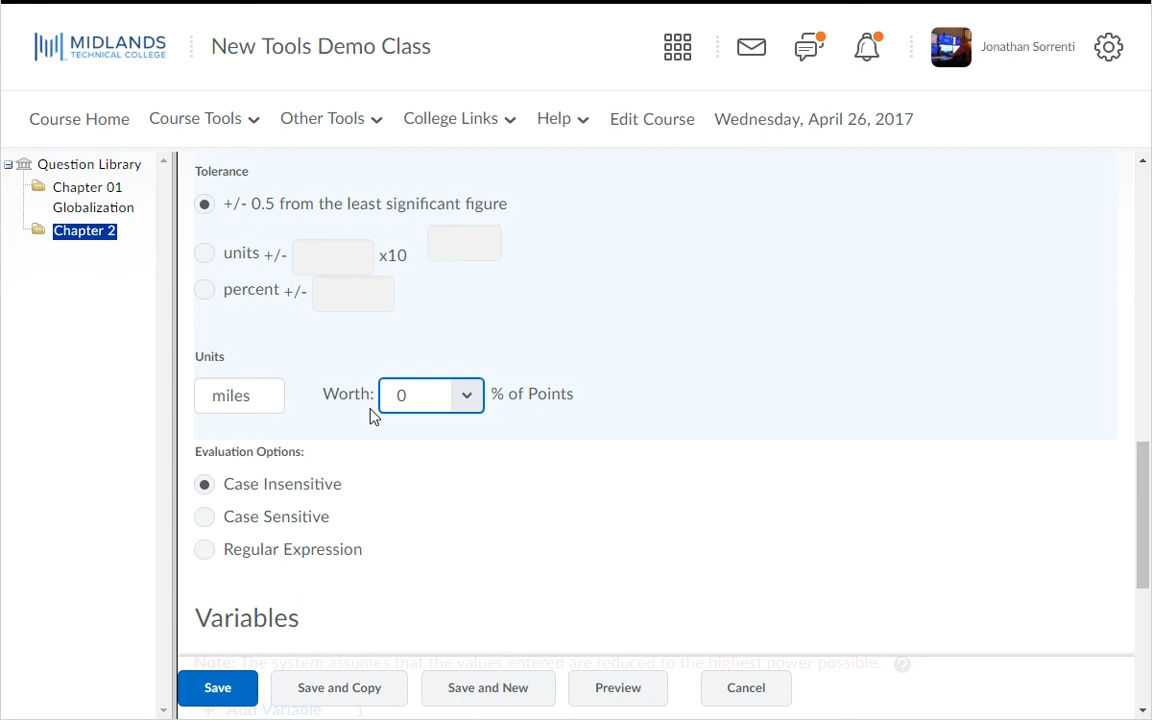 MIDLANDS
TECHNICAL COLLEGE
New Tools Demo Class
Jonathan Sorrenti
Course Home Course Tools Other Tools College Links Help Edit Course Wednesday, April 26, 2017
Question Library
Chapter 01
Globalization
Chapter 2
Tolerance
+/- 0.5 from the least significant figure
units +/- x10
percent +/-
Units
miles Worth: 0 % of Points
Evaluation Options:
Case Insensitive
Case Sensitive
Regular Expression
Variables
Note: The system assumes that the values entered are reduced to the highest power possible. ?
Save Save and Copy Save and New Preview Cancel
+ Add Variable 1